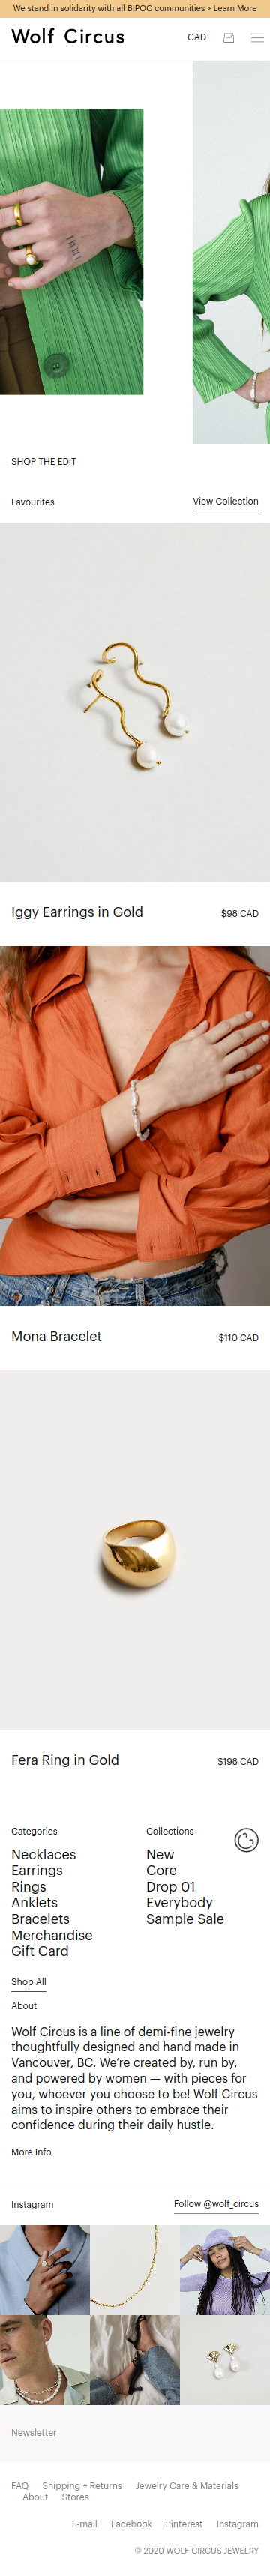 We stand in solidarity with all BIPOC communities > Learn More
Wolf Circus
CAD
SHOP THE EDIT
Favourites
View Collection
Iggy Earrings in Gold
$98 CAD
Mona Bracelet
$110 CAD
Fera Ring in Gold
$198 CAD
Categories
Necklaces
Earrings
Rings
Anklets
Bracelets
Merchandise
Gift Card
Shop All
Collections
New
Core
Drop 01
Everybody
Sample Sale
About
Wolf Circus is a line of demi-fine jewelry
thoughtfully designed and hand made in
Vancouver, BC. We’re created by, run by,
and powered by women — with pieces for
you, whoever you choose to be! Wolf Circus
aims to inspire others to embrace their
confidence during their daily hustle.
More Info
Instagram
Follow @wolf_circus
Newsletter
FAQ Shipping + Returns Jewelry Care & Materials
About Stores
E-mail Facebook Pinterest Instagram
© 2020 WOLF CIRCUS JEWELRY